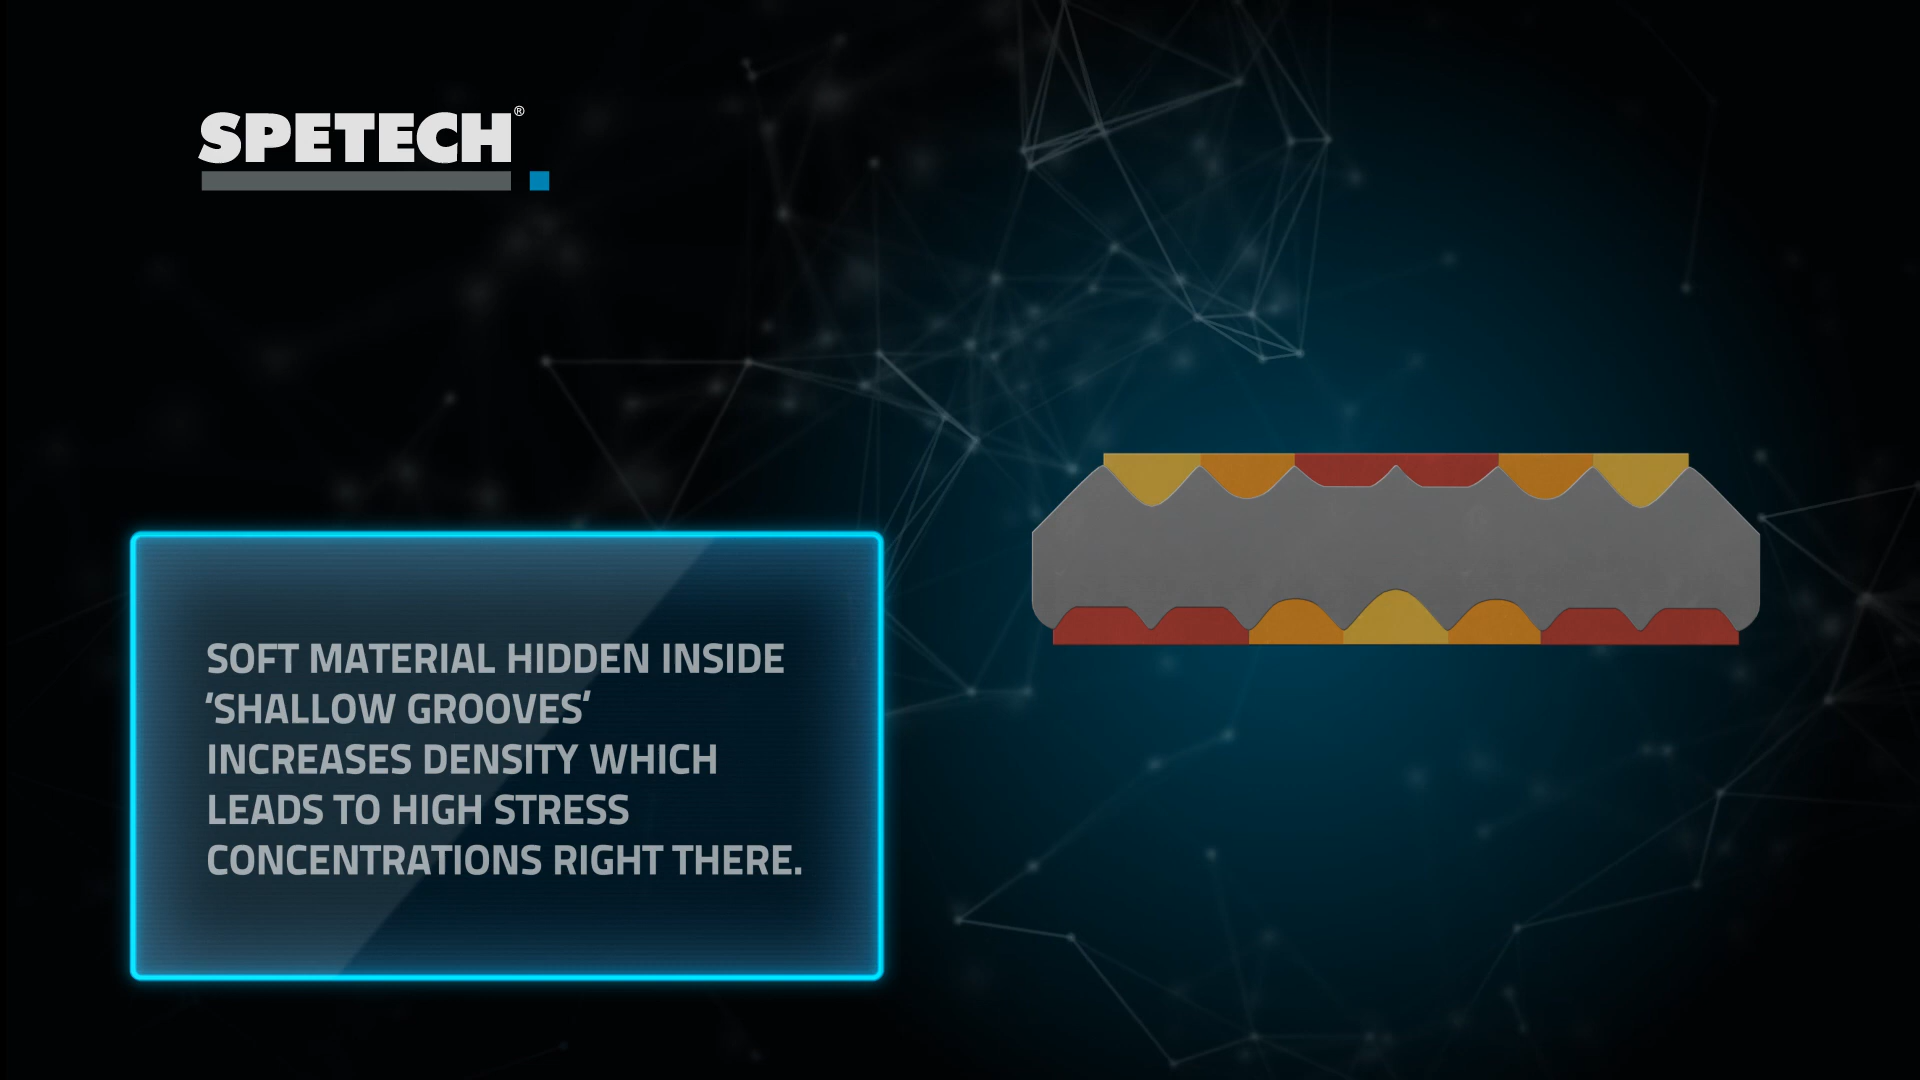 SPETECH®
SOFT MATERIAL HIDDEN INSIDE
‘SHALLOW GROOVES’
INCREASES DENSITY WHICH
LEADS TO HIGH STRESS
CONCENTRATIONS RIGHT THERE.